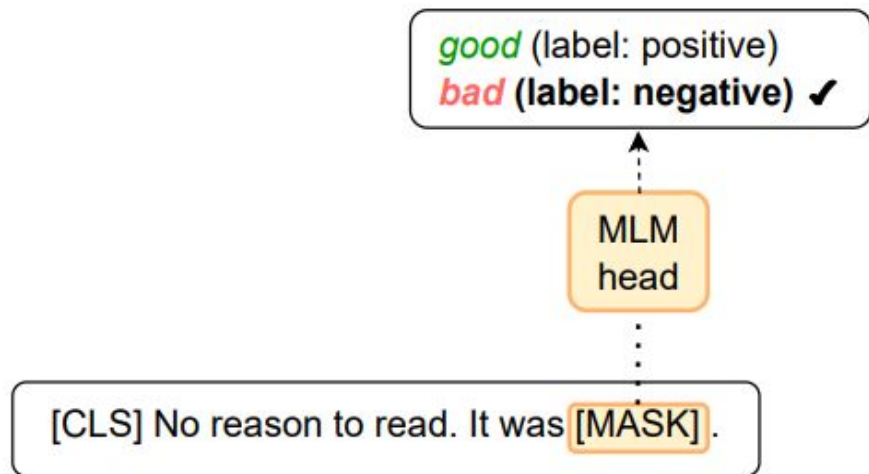 good (label: positive)
bad (label: negative) ✔
MLM
head
[CLS] No reason to read. It was [MASK] .